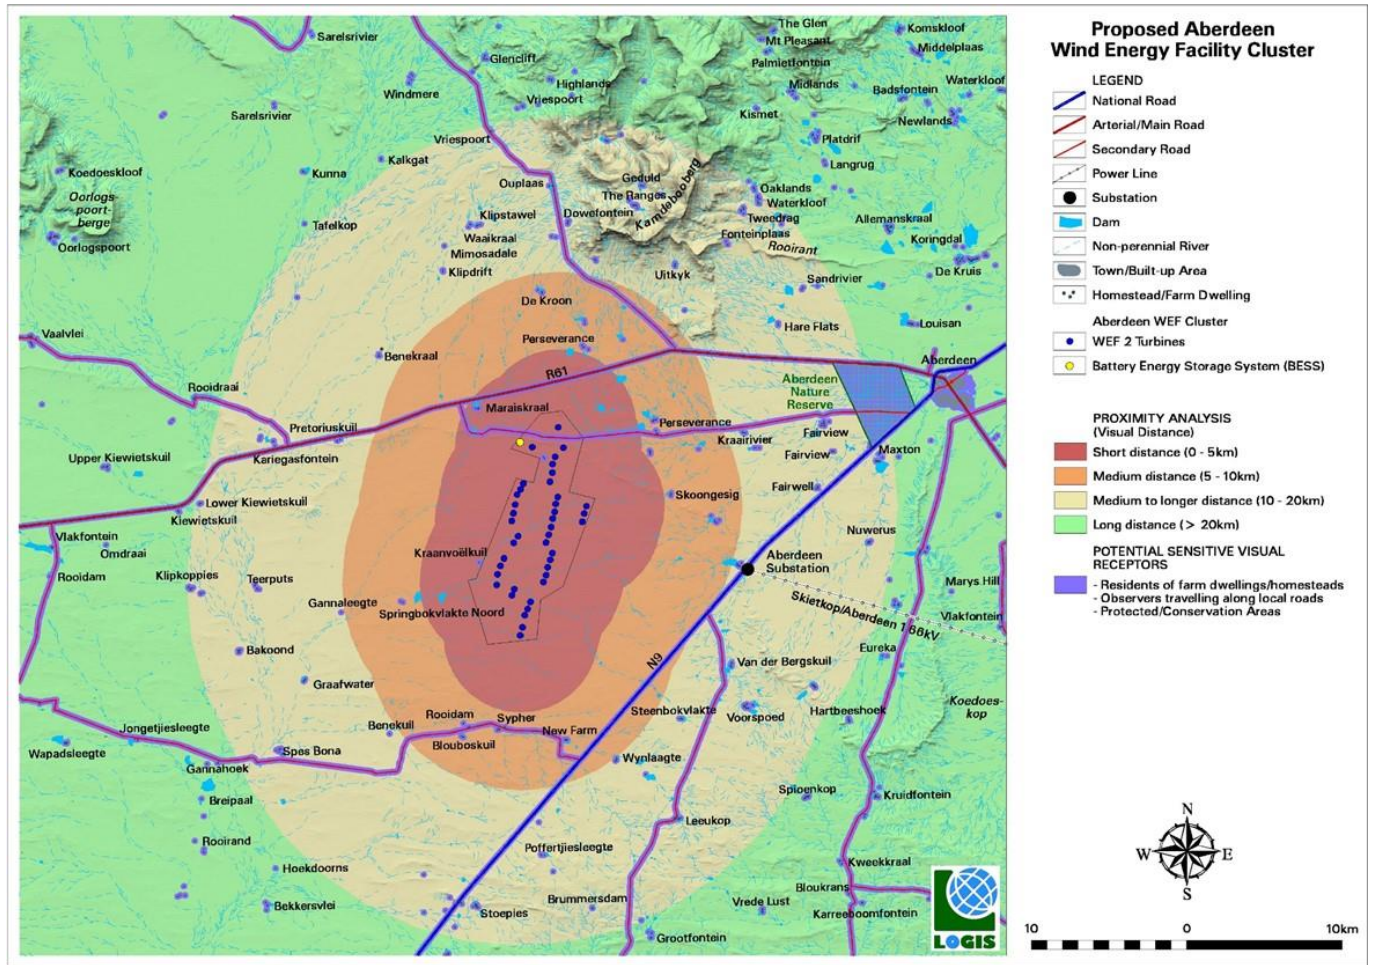 Proposed Aberdeen
Wind Energy Facility Cluster
LEGEND
National Road
Arterial/Main Road
Secondary Road
Power Line
Substation
Dam
Non-perennial River
Town/Built-up Area
Homestead/Farm Dwelling
Aberdeen WEF Cluster
WEF 2 Turbines
Battery Energy Storage System (BESS)
PROXIMITY ANALYSIS
(Visual Distance)
Short distance (0 - 5km)
Medium distance (5 - 10km)
Medium to longer distance (10 - 20km)
Long distance (> 20km)
POTENTIAL SENSITIVE VISUAL
RECEPTORS
- Residents of farm dwellings/homesteads
- Observers travelling along local roads
- Protected/Conservation Areas
N
W E
S
10 0 10km
LOGIS
Sarelsrivier
Glencliff
The Glen
Mt Pleasant
Palmietfontein
Komskloof
Middelplaas
Windmere
Highlands
Vriespoort
Midlands
Badsfontein
Waterkloof
Sarelsrivier
Kismet
Newlands
Vriespoort
Platdrif
Kalkgat
Langrug
Koedoeskloof
Kunna
Ouplaas
Geduld
The Ranges
Kamdebooberg
Oaklands
Waterkloof
Oorlogs-
poort-
berge
Tafelkop
Klipstawel
Dowefontein
Tweedrag
Allemanskraal
Oorlogspoort
Waaikraal
Mimosadale
Fonteinplaas
Rooirant
Koringdal
Klipdrift
Uitkyk
Sandrivier
De Kruis
De Kroon
Vaalvlei
Perseverance
Hare Flats
Louisan
Benekraal
Aberdeen
R61
Rooidraai
Aberdeen
Nature
Reserve
Maraiskraal
Pretoriuskuil
Perseverance
Kraairivier
Fairview
Fairview
Maxton
Upper Kiewietskuil
Kariegasfontein
Skoongesig
Fairwell
Lower Kiewietskuil
Kiewietskuil
Nuwerus
Vlakfontein
Omdraai
Kraanvoëlkuil
Aberdeen
Substation
Rooidam
Klipkoppies
Teerputs
Marys Hill
Gannaleegte
Springbokvlakte Noord
Skietkop/Aberdeen 1 66kV
Vlakfontein
Bakoond
N9
Van der Bergskuil
Eureka
Graafwater
Koedoes-
kop
Jongetjiesleegte
Benekuil
Rooidam
Sypher
Steenbokvlakte
Voorspoed
Hartbeeshoek
Wapadsleegte
Spes Bona
Blouboskuil
New Farm
Gannahoek
Wynlaagte
Breipaal
Spioenkop
Kruidfontein
Rooirand
Leeukop
Poffertjiesleegte
Hoekdoorns
Kweekkraal
Bekkersvlei
Stoepies
Brummersdam
Vrede Lust
Bloukrans
Karreeboomfontein
Grootfontein